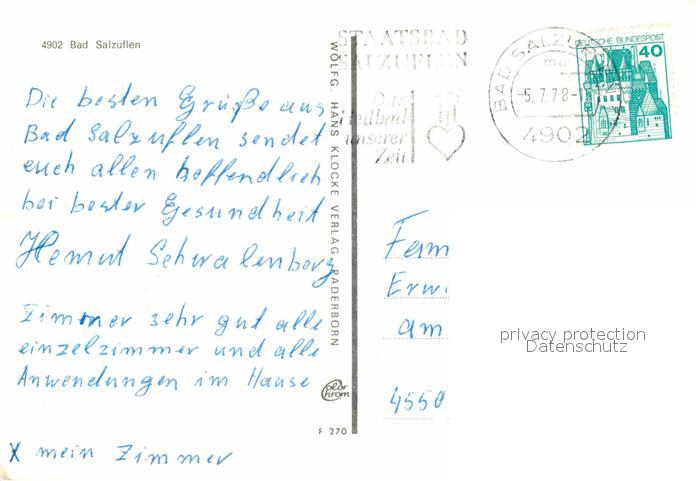 4902 Bad Salzuflen
Die besten Grüße aus
Bad Salzuflen sendet
euch allen hoffendlich
bei bester Gesundheit
Hemut Schwalenberg
Zimmer sehr gut alle
einzelzimmer und alle
Anwendungen im Hause
X mein Zimmer
WOLFG. HANS KLOCKE VERLAG PADERBORN
Color
chrom
F 270
STAATSBAD
SALZUFLEN
Das
Heilbad
unserer
Zeit
BAD SALZU
-5.7.78-
4902
DEUTSCHE BUNDESPOST
40
Fam
Erw.
am
4550
privacy protection
Datenschutz